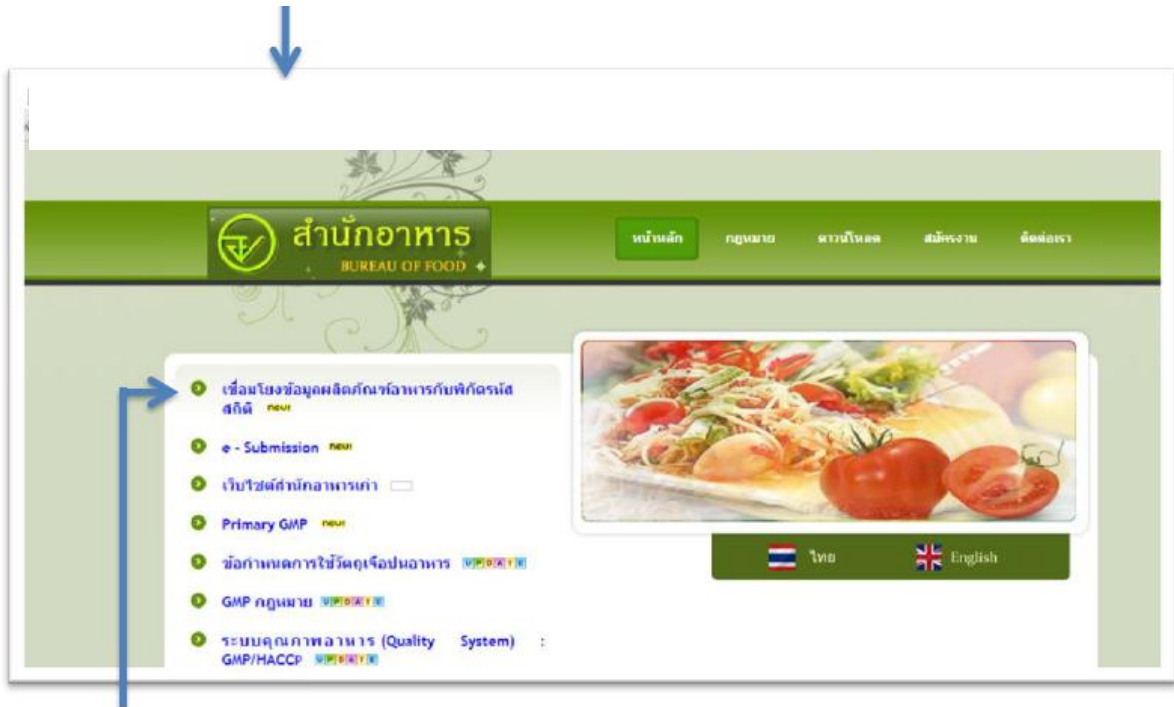 สำนักอาหาร
BUREAU OF FOOD
หน้าหลัก กฎหมาย ดาวน์โหลด สมัครงาน ติดต่อเรา
เชื่อมโยงข้อมูลผลิตภัณฑ์อาหารกับพิกัดรหัส
สถิติ new!
e - Submission new!
เว็บไซต์สำนักอาหารเก่า
Primary GMP new!
ข้อกำหนดการใช้วัตถุเจือปนอาหาร UPDATE
GMP กฎหมาย UPDATE
ระบบคุณภาพอาหาร (Quality System) :
GMP/HACCP UPDATE
ไทย English